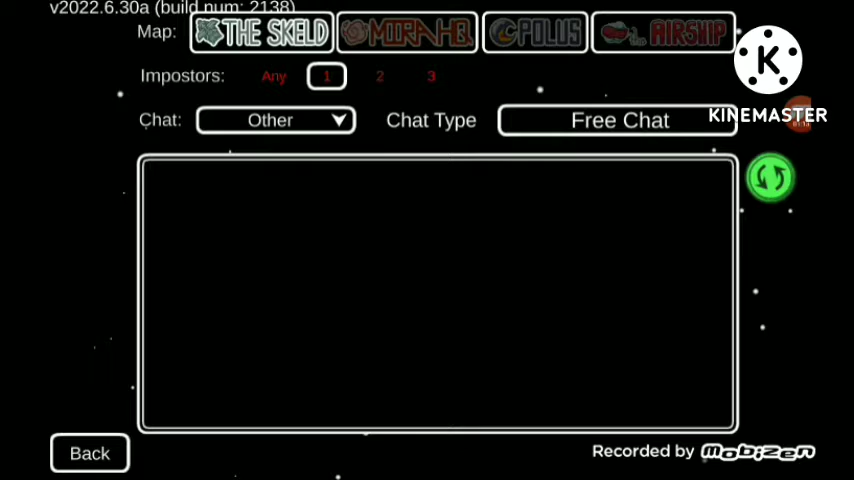 v2022.6.30a (build num: 2138)
Map: THE SKELD MIRA HQ POLUS AIRSHIP
Impostors: Any 1 2 3
Chat: Other Chat Type Free Chat
K
KINEMASTER
Back
Recorded by mobizen